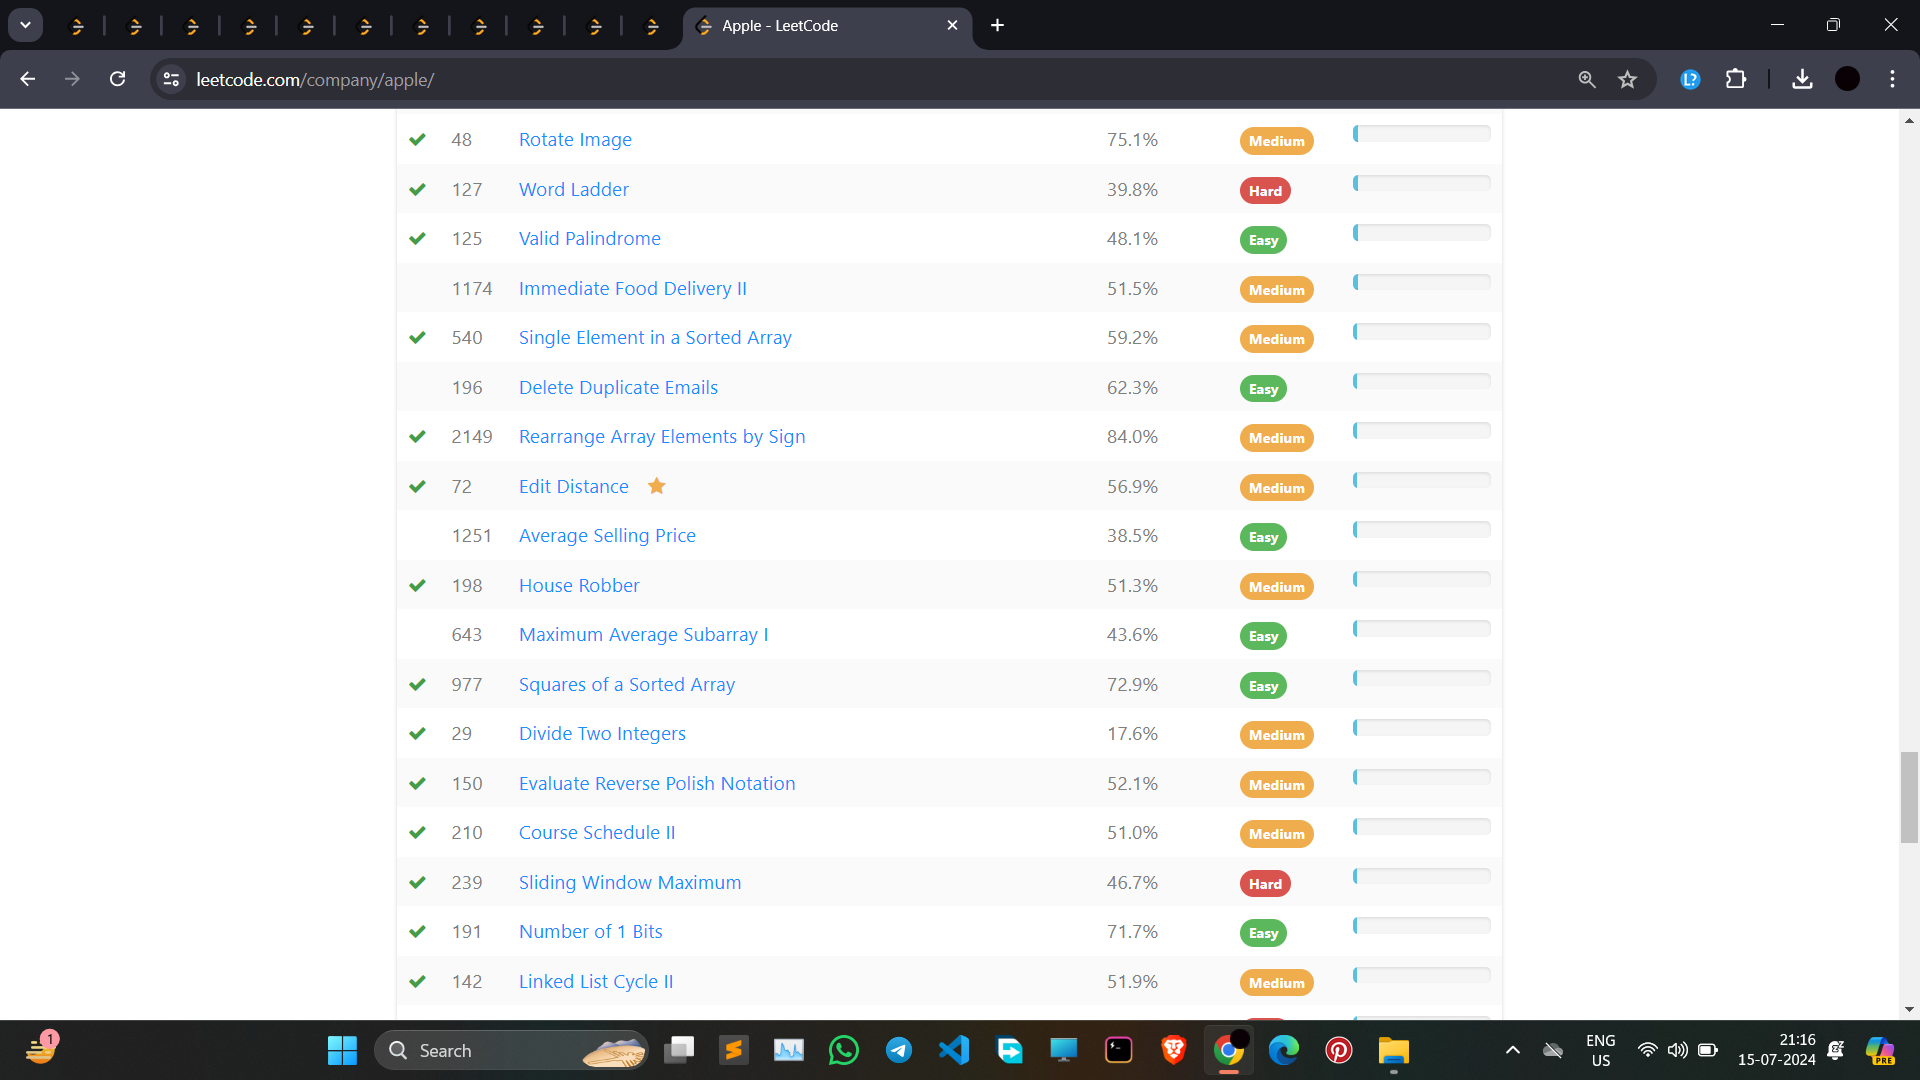 Apple - LeetCode
leetcode.com/company/apple/
48 Rotate Image 75.1% Medium
127 Word Ladder 39.8% Hard
125 Valid Palindrome 48.1% Easy
1174 Immediate Food Delivery II 51.5% Medium
540 Single Element in a Sorted Array 59.2% Medium
196 Delete Duplicate Emails 62.3% Easy
2149 Rearrange Array Elements by Sign 84.0% Medium
72 Edit Distance 56.9% Medium
1251 Average Selling Price 38.5% Easy
198 House Robber 51.3% Medium
643 Maximum Average Subarray I 43.6% Easy
977 Squares of a Sorted Array 72.9% Easy
29 Divide Two Integers 17.6% Medium
150 Evaluate Reverse Polish Notation 52.1% Medium
210 Course Schedule II 51.0% Medium
239 Sliding Window Maximum 46.7% Hard
191 Number of 1 Bits 71.7% Easy
142 Linked List Cycle II 51.9% Medium
1
Search
ENG
US
21:16
15-07-2024
PRE